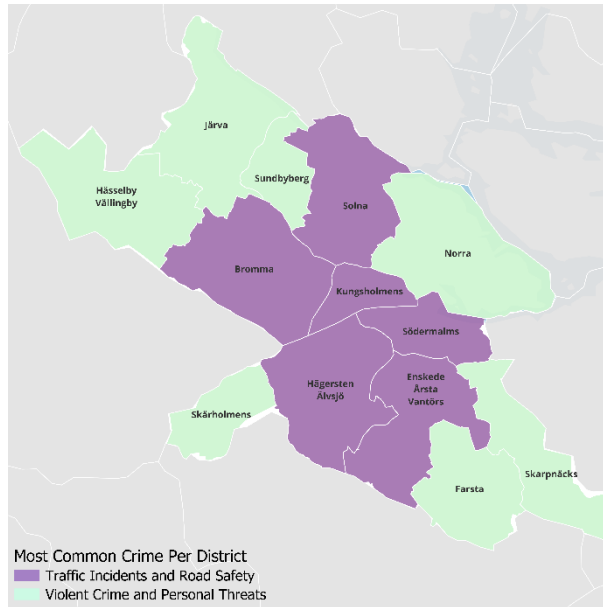 Järva
Sundbyberg
Hässelby
Vällingby
Solna
Norra
Bromma
Kungsholmens
Södermalms
Hägersten
Älvsjö
Enskede
Årsta
Vantörs
Skärholmens
Farsta
Skarpnäcks
Most Common Crime Per District
Traffic Incidents and Road Safety
Violent Crime and Personal Threats